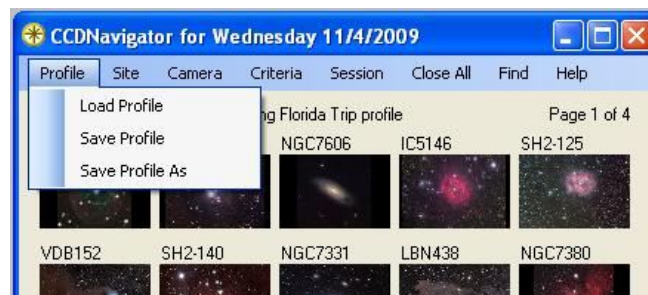 CCDNavigator for Wednesday 11/4/2009
Profile Site Camera Criteria Session Close All Find Help
Load Profile
Save Profile
Save Profile As
Florida Trip profile
Page 1 of 4
NGC7606 IC5146 SH2-125
VDB152 SH2-140 NGC7331 LBN438 NGC7380